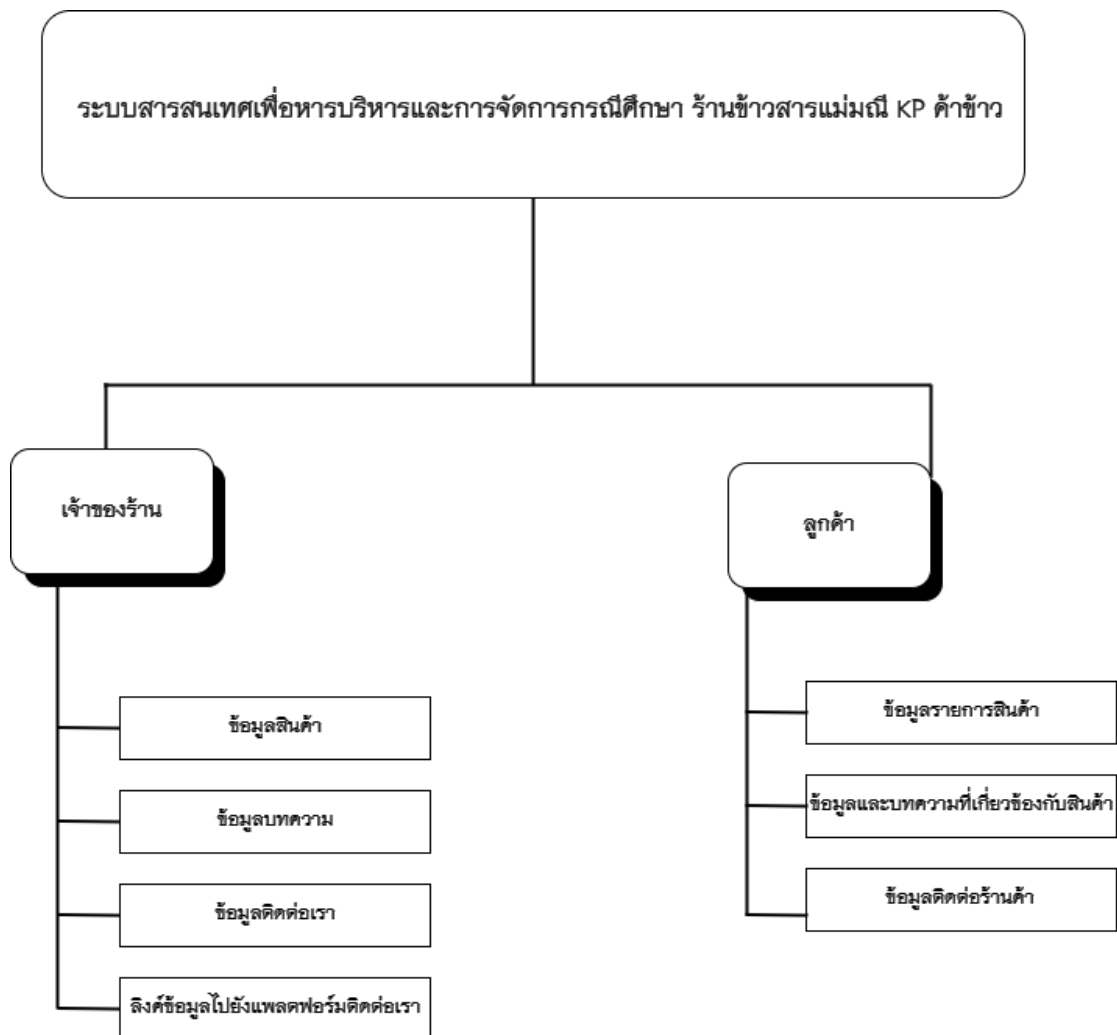 ระบบสารสนเทศเพื่อหารบริหารและการจัดการกรณีศึกษา ร้านข้าวสารแม่มณี KP ค้าข้าว
เจ้าของร้าน
ลูกค้า
ข้อมูลสินค้า
ข้อมูลบทความ
ข้อมูลติดต่อเรา
ลิงค์ข้อมูลไปยังแพลตฟอร์มติดต่อเรา
ข้อมูลรายการสินค้า
ข้อมูลและบทความที่เกี่ยวข้องกับสินค้า
ข้อมูลติดต่อร้านค้า